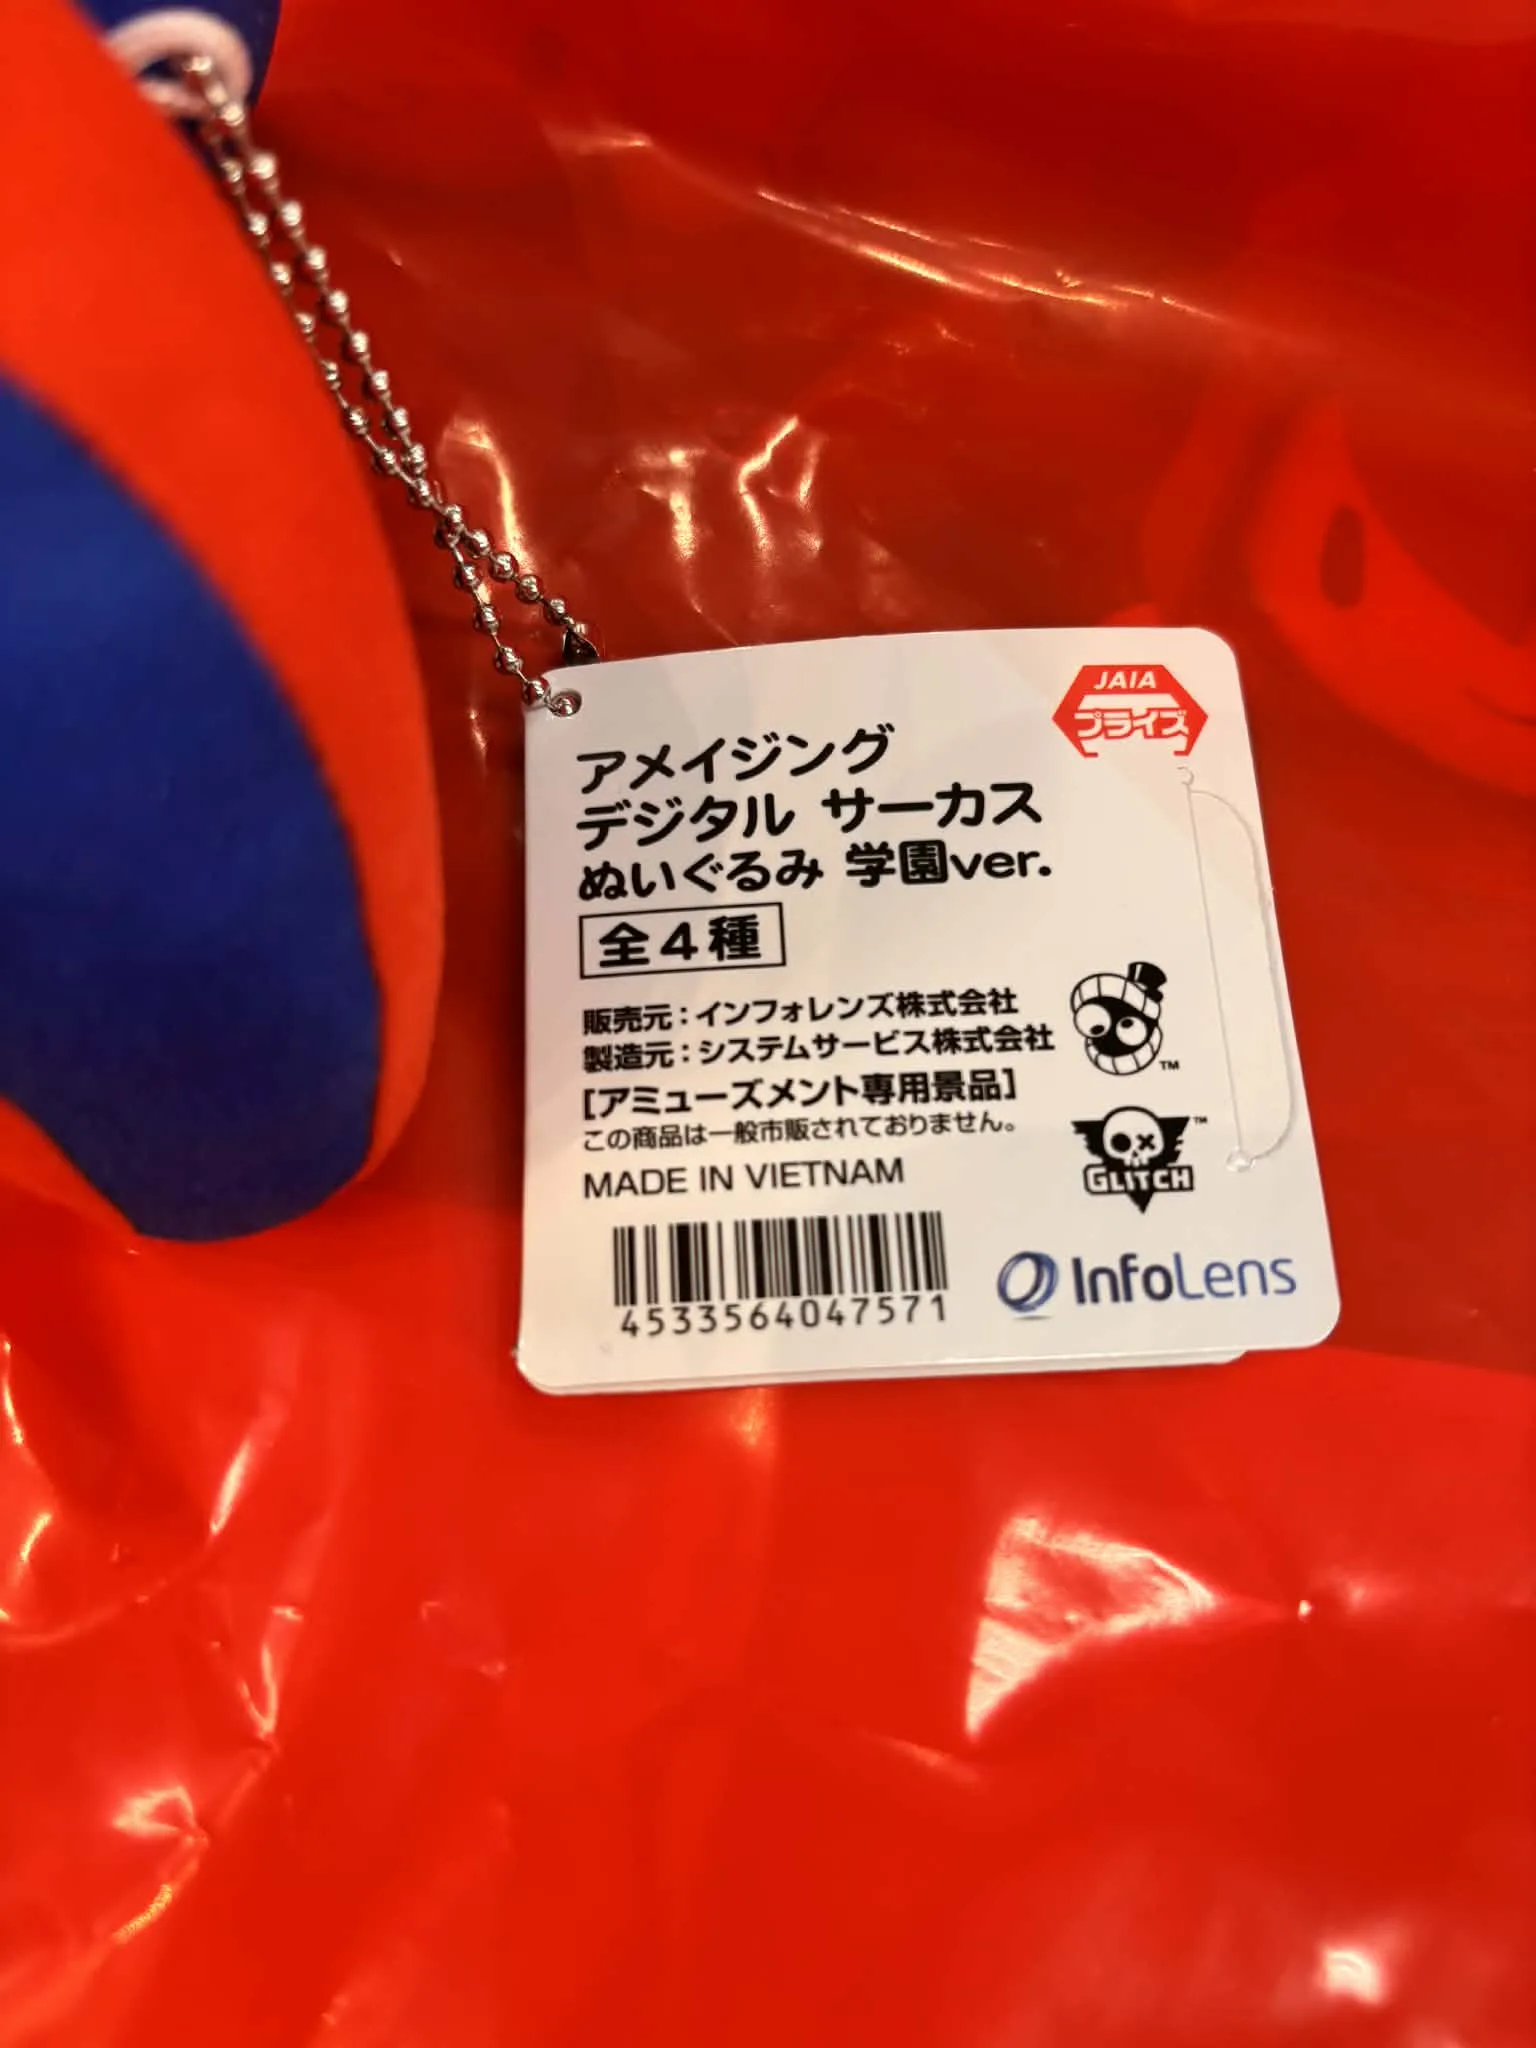 JAIA
プライズ
アメイジング
デジタル サーカス
ぬいぐるみ 学園ver.
全4種
販売元：インフォレンズ株式会社
製造元：システムサービス株式会社
[アミューズメント専用景品]
この商品は一般市販されておりません。
MADE IN VIETNAM
TM
TM
GLITCH
4533564047571
InfoLens